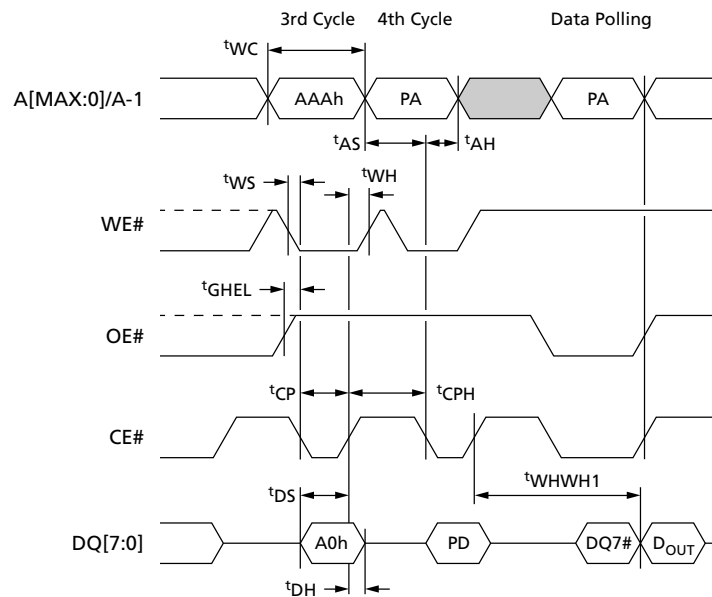 3rd Cycle 4th Cycle Data Polling
tWC
A[MAX:0]/A-1 AAAh PA PA
tAS tAH
tWS tWH
WE#
tGHEL
OE#
tCP tCPH
CE#
tWHWH1
tDS
DQ[7:0] A0h PD DQ7# DOUT
tDH